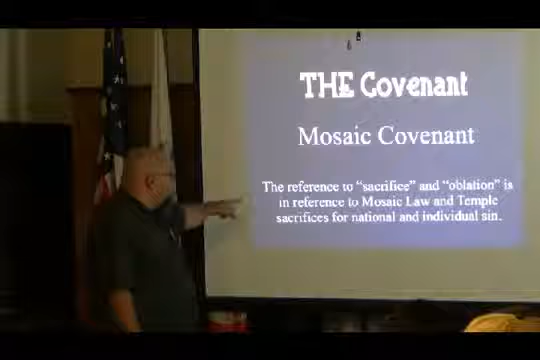 THE Covenant
Mosaic Covenant
The reference to “sacrifice” and “oblation” is
in reference to Mosaic Law and Temple
sacrifices for national and individual sin.